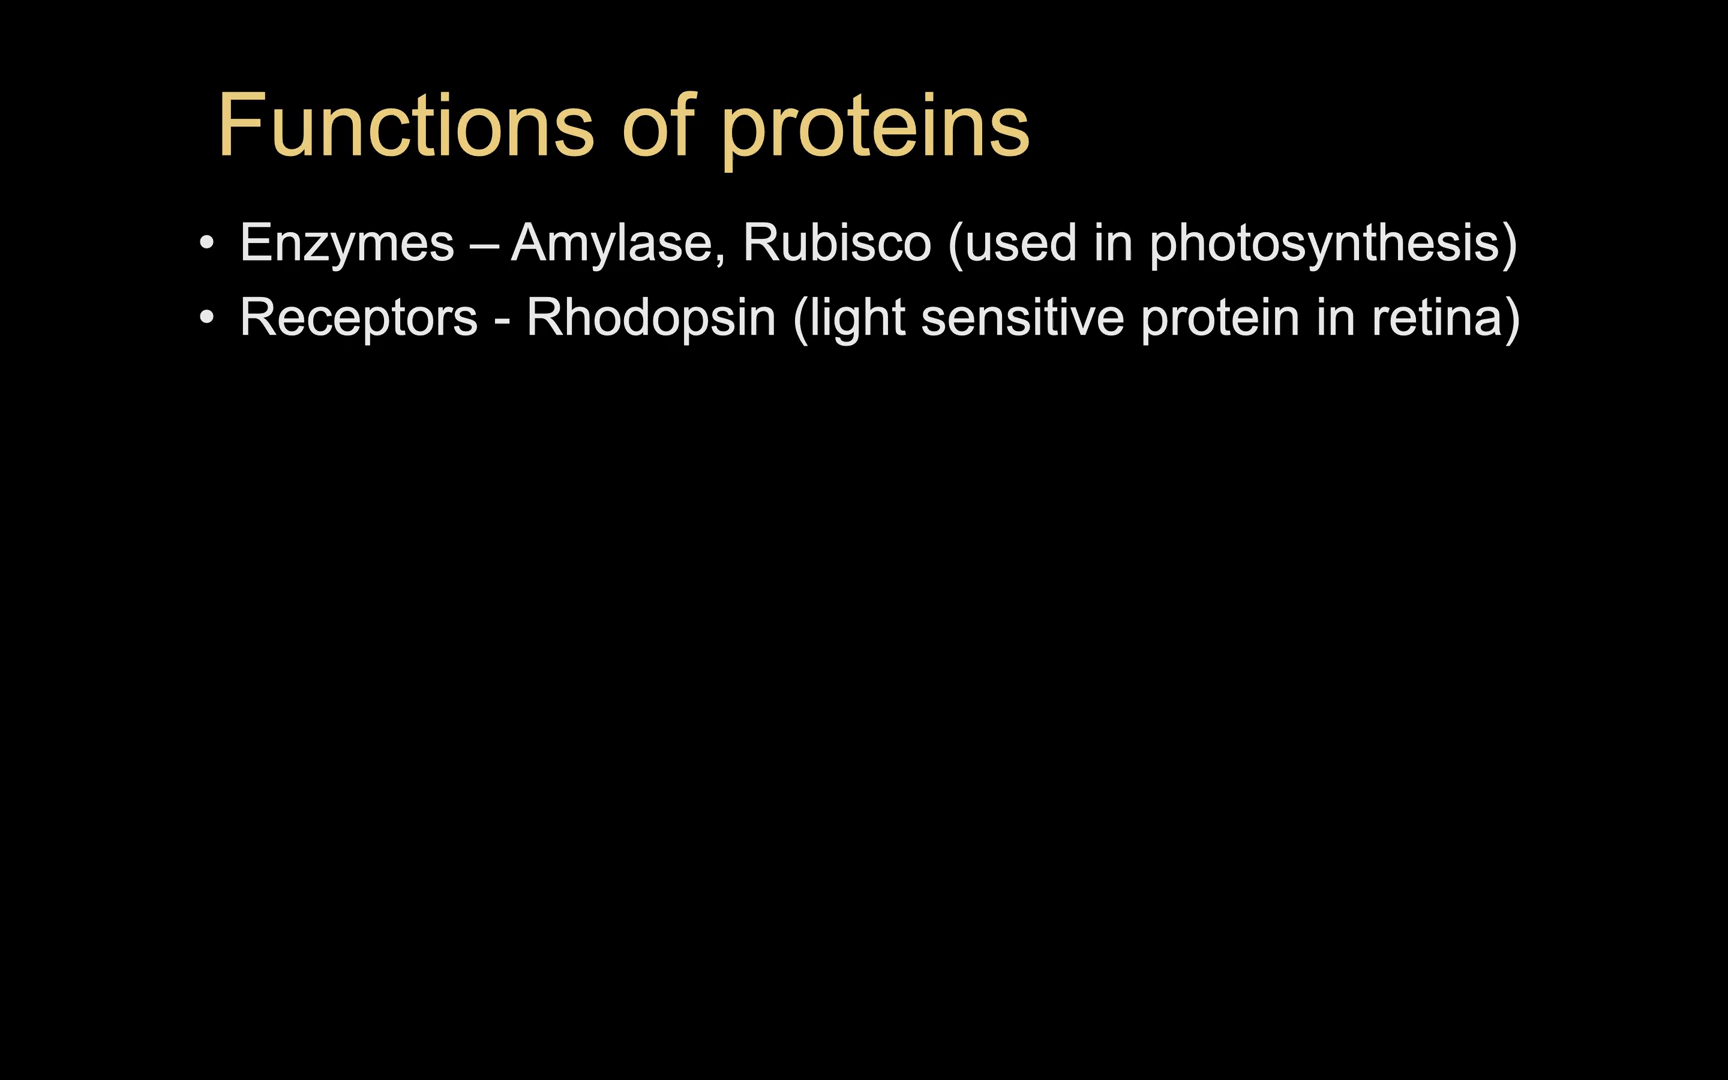 Functions of proteins
• Enzymes – Amylase, Rubisco (used in photosynthesis)
• Receptors - Rhodopsin (light sensitive protein in retina)